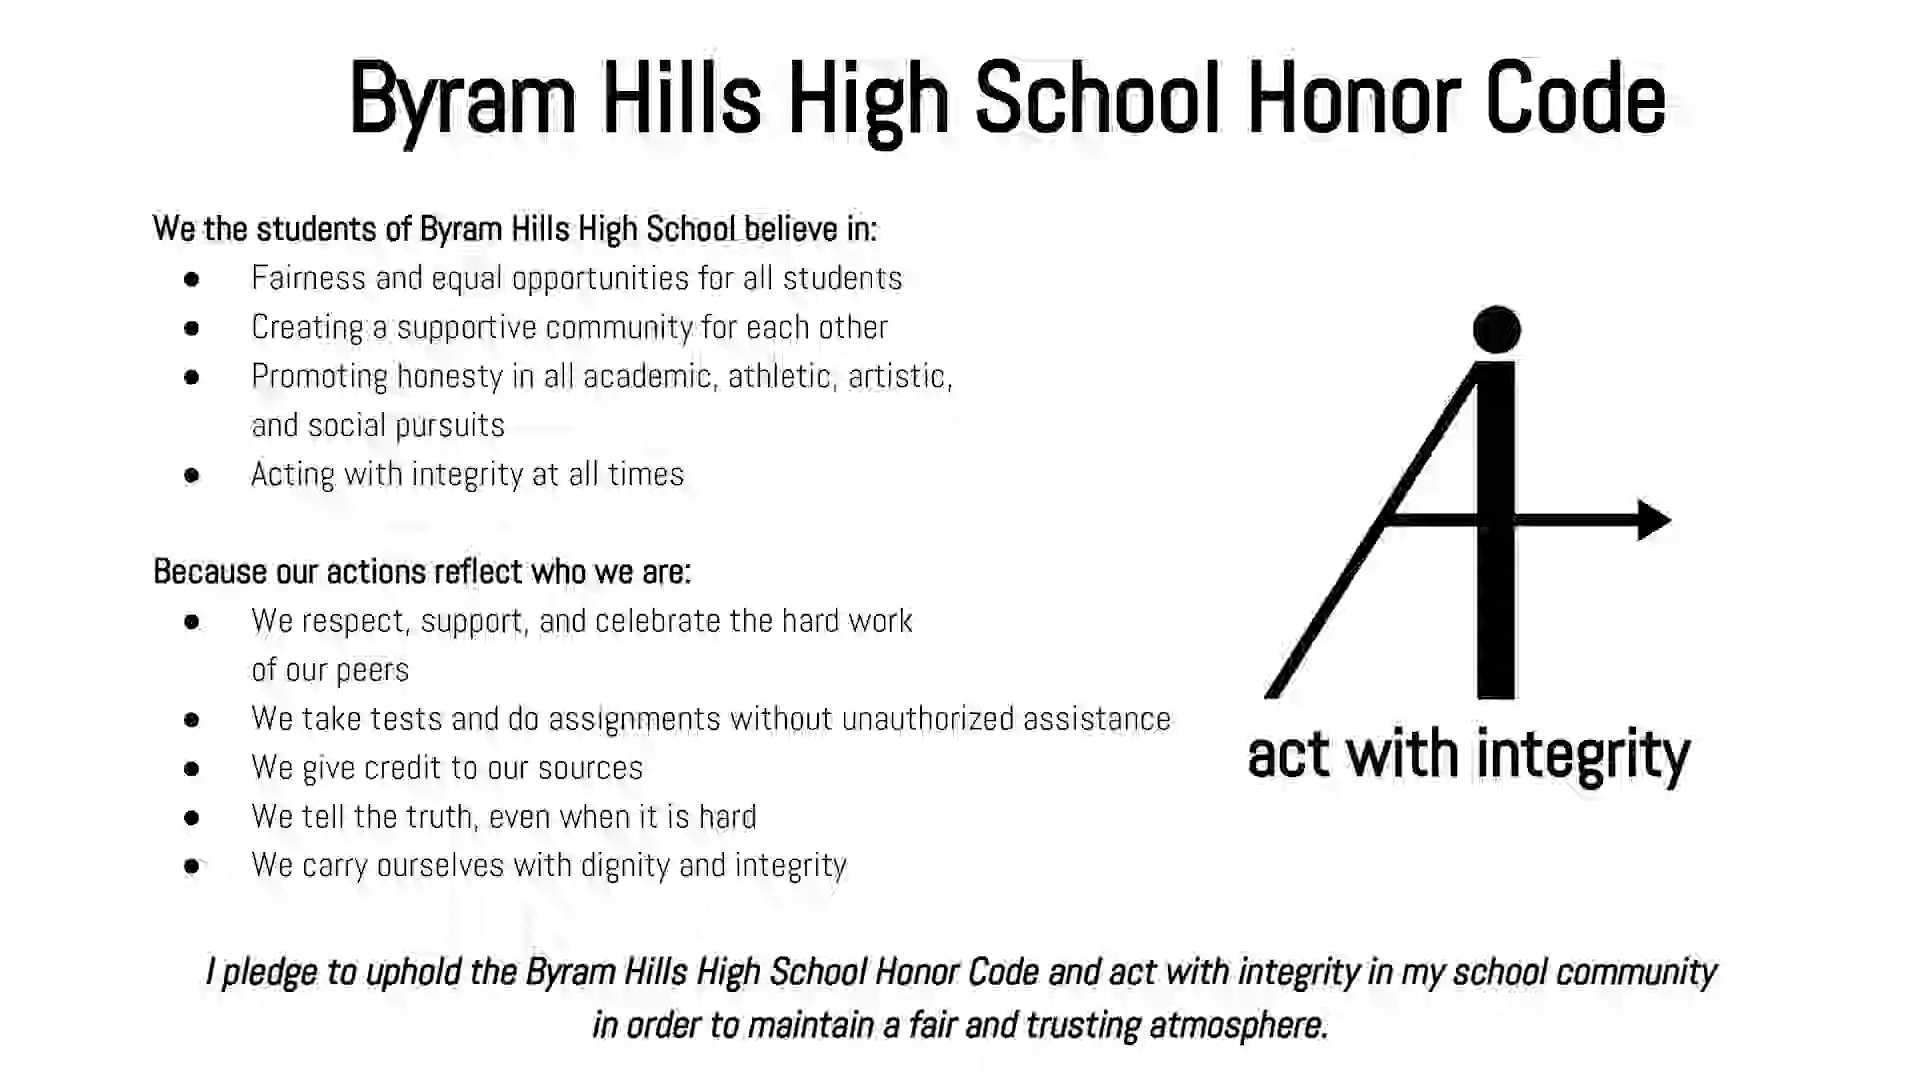 Byram Hills High School Honor Code
We the students of Byram Hills High School believe in:
● Fairness and equal opportunities for all students
● Creating a supportive community for each other
● Promoting honesty in all academic, athletic, artistic,
and social pursuits
● Acting with integrity at all times
Because our actions reflect who we are:
● We respect, support, and celebrate the hard work
of our peers
● We take tests and do assignments without unauthorized assistance
● We give credit to our sources
● We tell the truth, even when it is hard
● We carry ourselves with dignity and integrity
act with integrity
I pledge to uphold the Byram Hills High School Honor Code and act with integrity in my school community
in order to maintain a fair and trusting atmosphere.